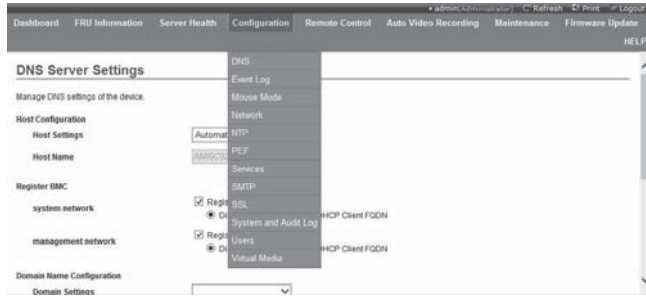 admin(Administrator) Refresh Print Logout
Dashboard FRU Information Server Health Configuration Remote Control Auto Video Recording Maintenance Firmware Update
HELP
DNS Server Settings
Manage DNS settings of the device.
Host Configuration
Host Settings Automat
Host Name
Register BMC
system network Regis
Di HCP Client FQDN
management network Regis
Di HCP Client FQDN
Domain Name Configuration
Domain Settings
DNS
Event Log
Mouse Mode
Network
NTP
PEF
Services
SMTP
SSL
System and Audit Log
Users
Virtual Media